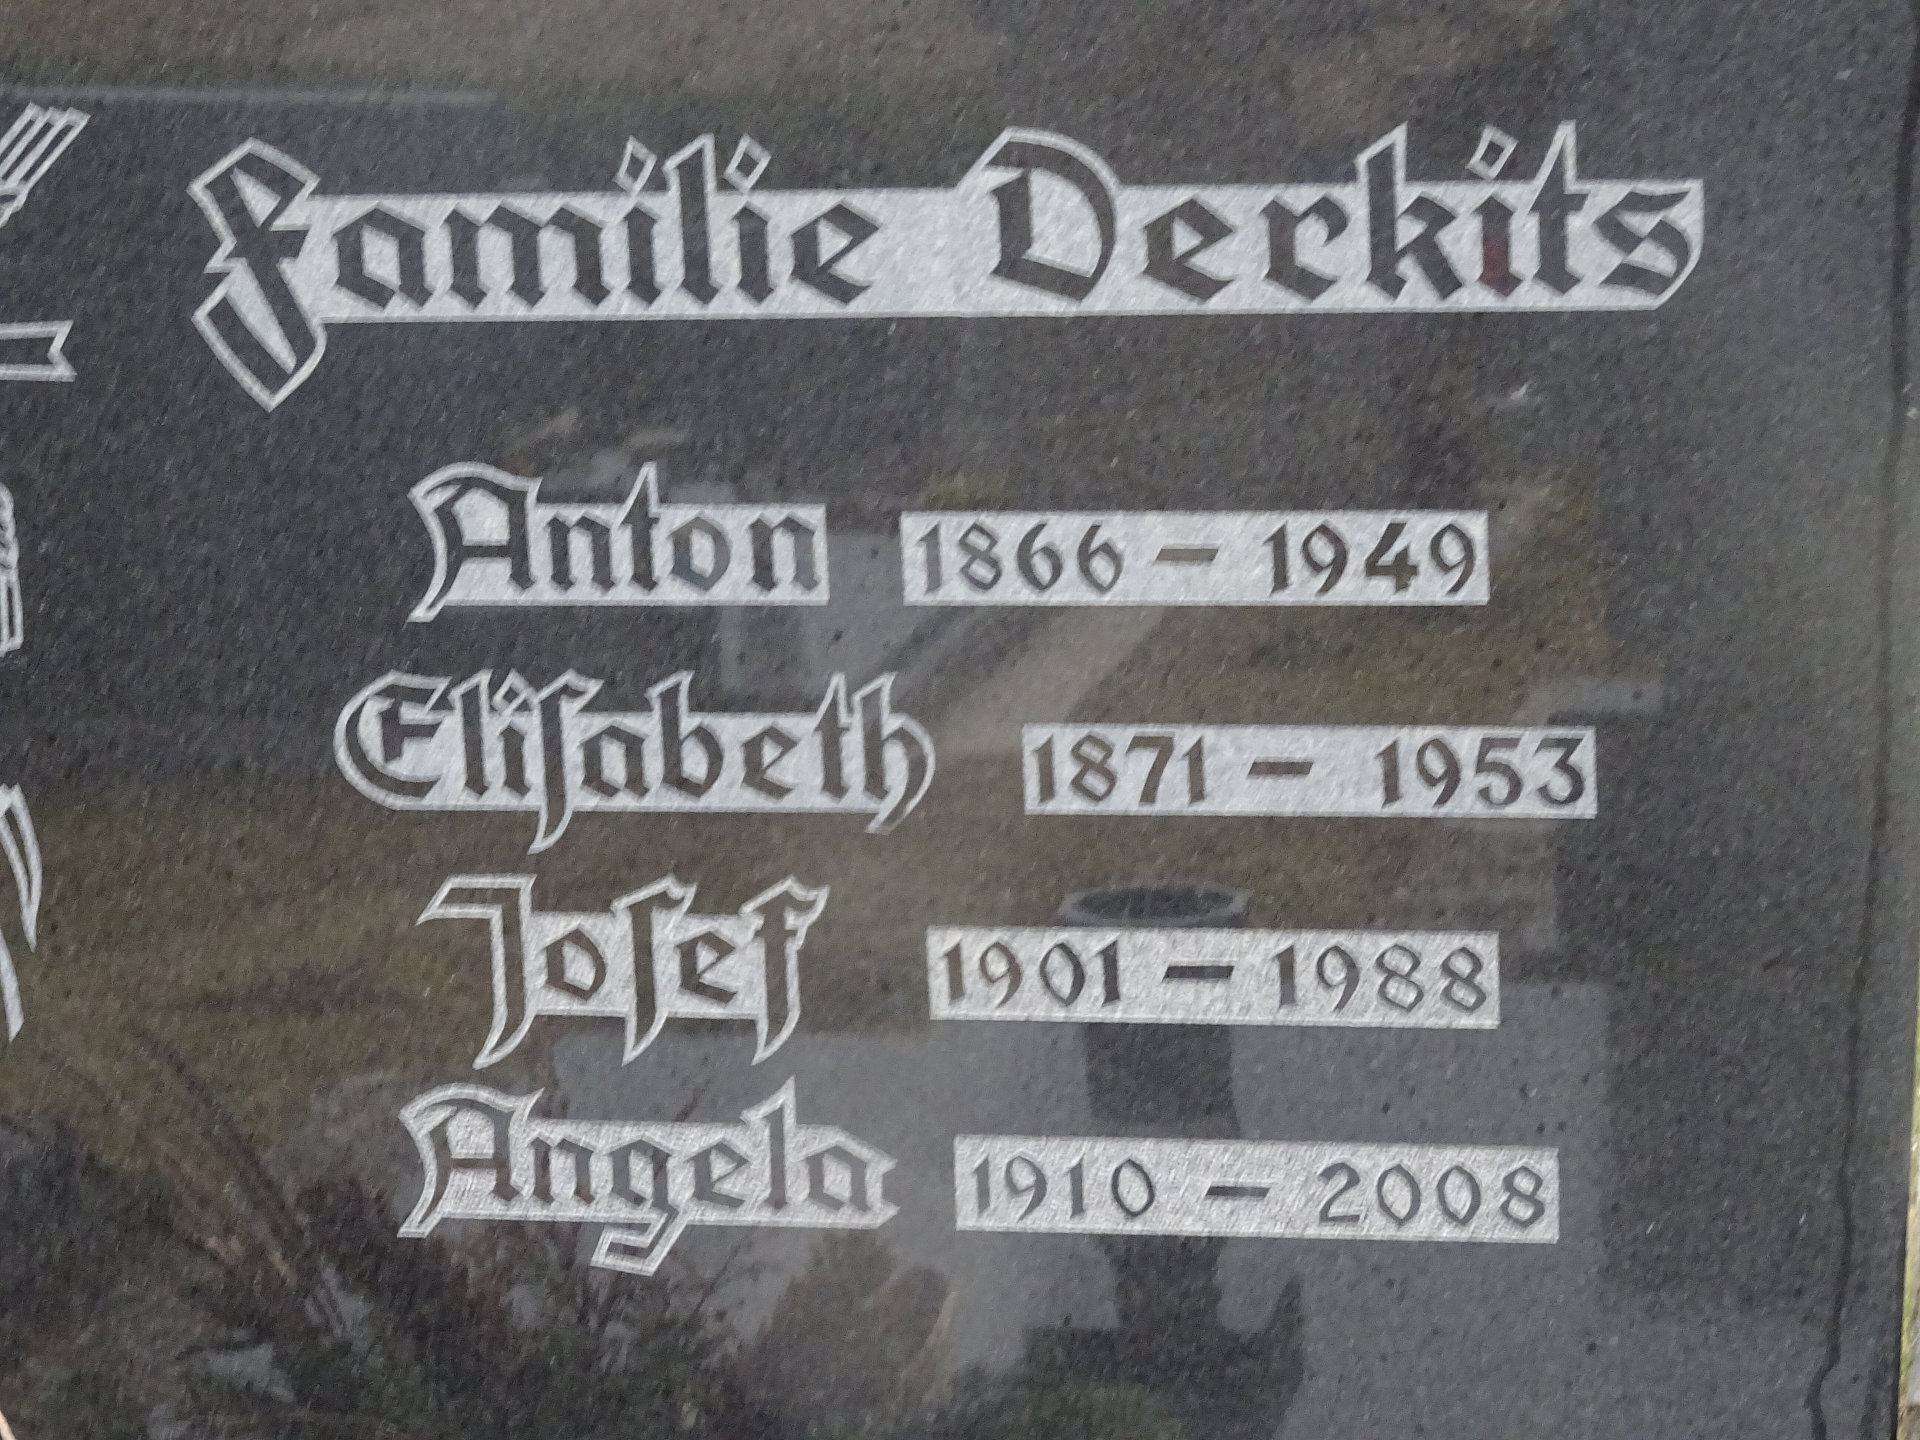 Familie Derkits
Anton 1866 – 1949
Eliſabeth 1871 – 1953
Joſef 1901 – 1988
Angela 1910 – 2008